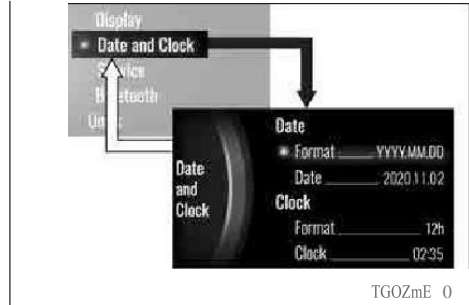 Display
Date and Clock
Service
Bluetooth
Date and Clock
Date
Format YYYY.MM.DD
Date 2020.11.02
Clock
Format 12h
Clock 02:35
TGOZmE 0